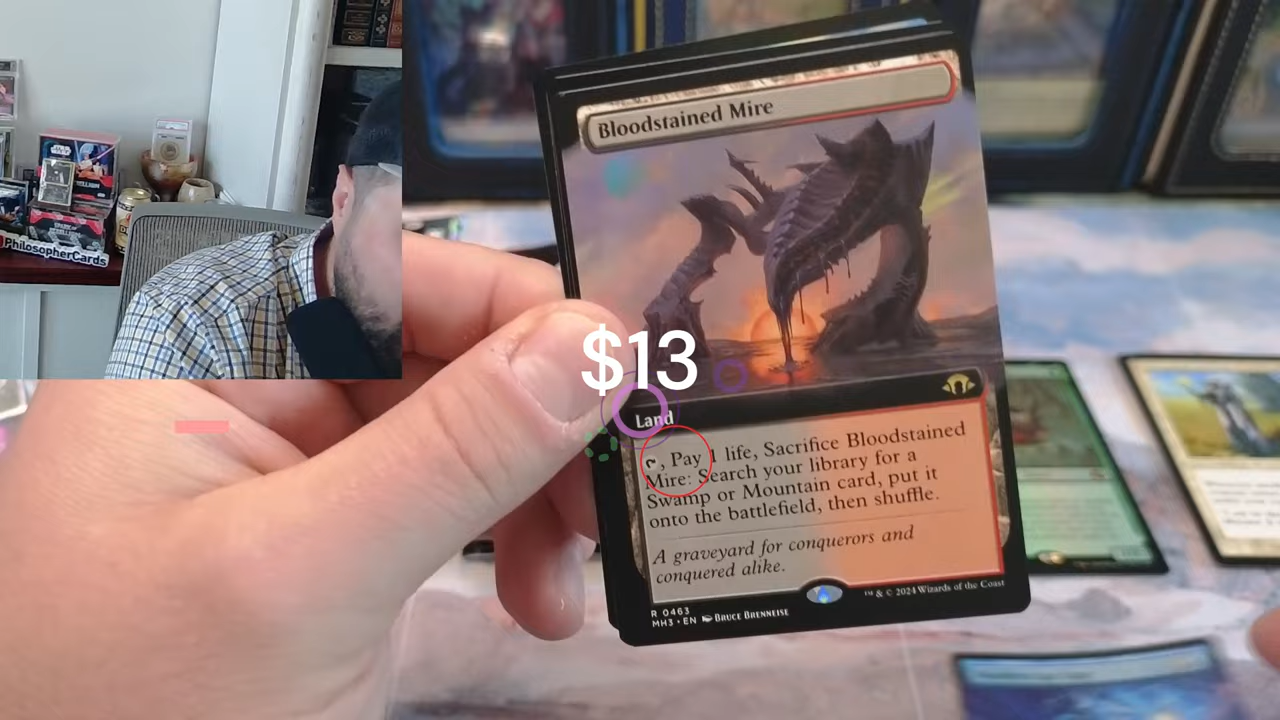 PhilosopherCards
Bloodstained Mire
$13
Land
, Pay 1 life, Sacrifice Bloodstained
Mire: Search your library for a
Swamp or Mountain card, put it
onto the battlefield, then shuffle.
A graveyard for conquerors and
conquered alike.
R 0463
MH3 • EN BRUCE BRENNEISE
™ & © 2024 Wizards of the Coast